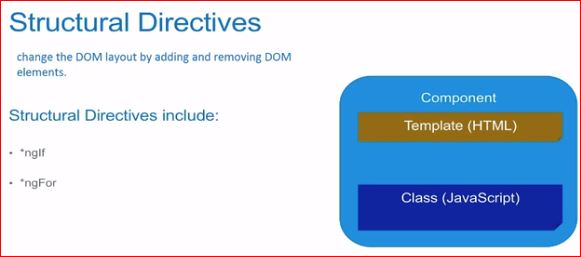 Structural Directives
change the DOM layout by adding and removing DOM
elements.
Structural Directives include:
• *ngIf
• *ngFor
Component
Template (HTML)
Class (JavaScript)